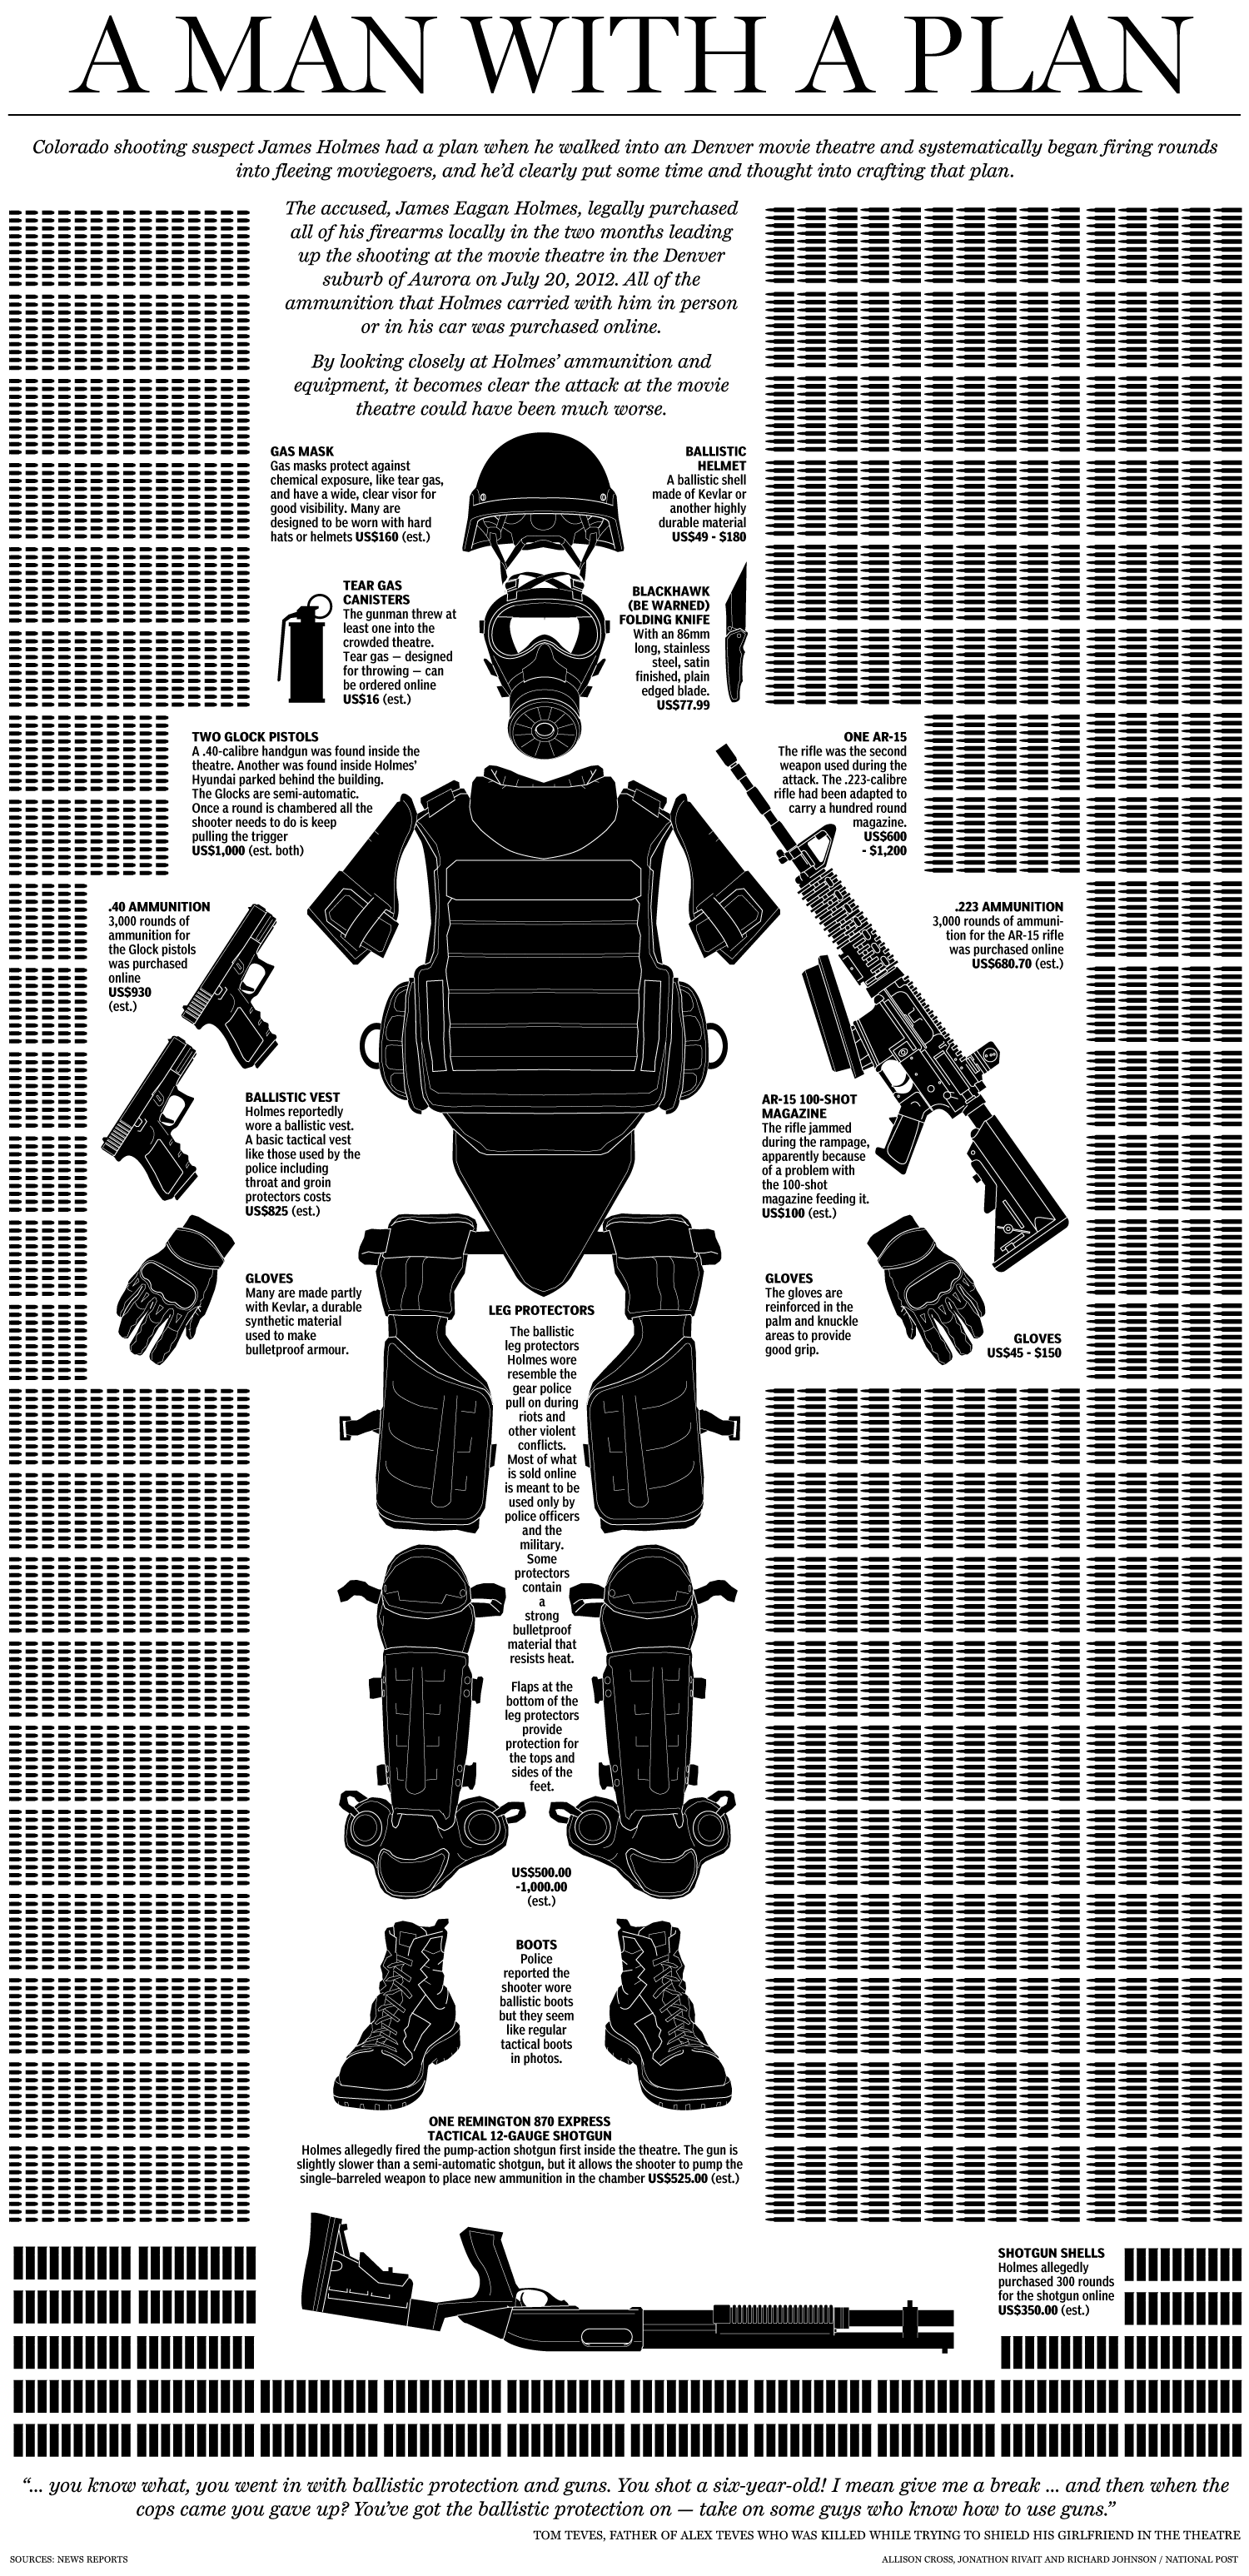 A MAN WITH A PLAN
Colorado shooting suspect James Holmes had a plan when he walked into an Denver movie theatre and systematically began firing rounds
into fleeing moviegoers, and he’d clearly put some time and thought into crafting that plan.
The accused, James Eagan Holmes, legally purchased
all of his firearms locally in the two months leading
up the shooting at the movie theatre in the Denver
suburb of Aurora on July 20, 2012. All of the
ammunition that Holmes carried with him in person
or in his car was purchased online.
By looking closely at Holmes’ ammunition and
equipment, it becomes clear the attack at the movie
theatre could have been much worse.
GAS MASK
Gas masks protect against
chemical exposure, like tear gas,
and have a wide, clear visor for
good visibility. Many are
designed to be worn with hard
hats or helmets US$160 (est.)
BALLISTIC
HELMET
A ballistic shell
made of Kevlar or
another highly
durable material
US$49 - $180
TEAR GAS
CANISTERS
The gunman threw at
least one into the
crowded theatre.
Tear gas — designed
for throwing — can
be ordered online
US$16 (est.)
BLACKHAWK
(BE WARNED)
FOLDING KNIFE
With an 86mm
long, stainless
steel, satin
finished, plain
edged blade.
US$77.99
TWO GLOCK PISTOLS
A .40-calibre handgun was found inside the
theatre. Another was found inside Holmes’
Hyundai parked behind the building.
The Glocks are semi-automatic.
Once a round is chambered all the
shooter needs to do is keep
pulling the trigger
US$1,000 (est. both)
ONE AR-15
The rifle was the second
weapon used during the
attack. The .223-calibre
rifle had been adapted to
carry a hundred round
magazine.
US$600
- $1,200
.40 AMMUNITION
3,000 rounds of
ammunition for
the Glock pistols
was purchased
online
US$930
(est.)
.223 AMMUNITION
3,000 rounds of ammuni-
tion for the AR-15 rifle
was purchased online
US$680.70 (est.)
BALLISTIC VEST
Holmes reportedly
wore a ballistic vest.
A basic tactical vest
like those used by the
police including
throat and groin
protectors costs
US$825 (est.)
AR-15 100-SHOT
MAGAZINE
The rifle jammed
during the rampage,
apparently because
of a problem with
the 100-shot
magazine feeding it.
US$100 (est.)
GLOVES
Many are made partly
with Kevlar, a durable
synthetic material
used to make
bulletproof armour.
GLOVES
The gloves are
reinforced in the
palm and knuckle
areas to provide
good grip.
GLOVES
US$45 - $150
LEG PROTECTORS
The ballistic
leg protectors
Holmes wore
resemble the
gear police
pull on during
riots and
other violent
conflicts.
Most of what
is sold online
is meant to be
used only by
police officers
and the
military.
Some
protectors
contain
a
strong
bulletproof
material that
resists heat.
Flaps at the
bottom of the
leg protectors
provide
protection for
the tops and
sides of the
feet.
US$500.00
-1,000.00
(est.)
BOOTS
Police
reported the
shooter wore
ballistic boots
but they seem
like regular
tactical boots
in photos.
ONE REMINGTON 870 EXPRESS
TACTICAL 12-GAUGE SHOTGUN
Holmes allegedly fired the pump-action shotgun first inside the theatre. The gun is
slightly slower than a semi-automatic shotgun, but it allows the shooter to pump the
single-barreled weapon to place new ammunition in the chamber US$525.00 (est.)
SHOTGUN SHELLS
Holmes allegedly
purchased 300 rounds
for the shotgun online
US$350.00 (est.)
“... you know what, you went in with ballistic protection and guns. You shot a six-year-old! I mean give me a break ... and then when the
cops came you gave up? You’ve got the ballistic protection on — take on some guys who know how to use guns.”
TOM TEVES, FATHER OF ALEX TEVES WHO WAS KILLED WHILE TRYING TO SHIELD HIS GIRLFRIEND IN THE THEATRE
SOURCES: NEWS REPORTS
ALLISON CROSS, JONATHON RIVAIT AND RICHARD JOHNSON / NATIONAL POST